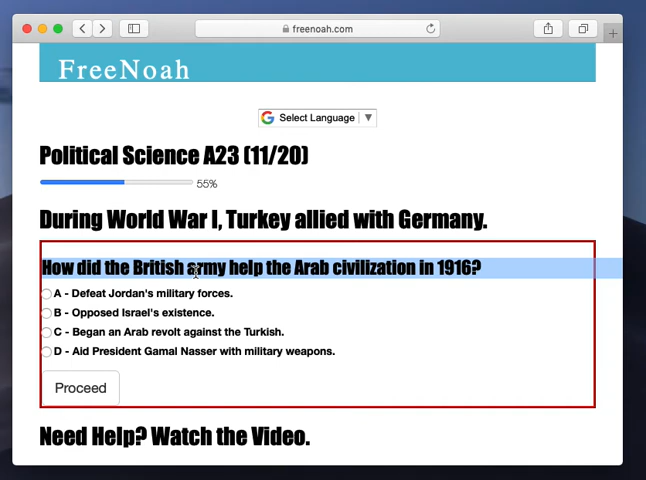 freenoah.com
FreeNoah
Select Language ▼
Political Science A23 (11/20)
55%
During World War I, Turkey allied with Germany.
How did the British army help the Arab civilization in 1916?
A - Defeat Jordan's military forces.
B - Opposed Israel's existence.
C - Began an Arab revolt against the Turkish.
D - Aid President Gamal Nasser with military weapons.
Proceed
Need Help? Watch the Video.